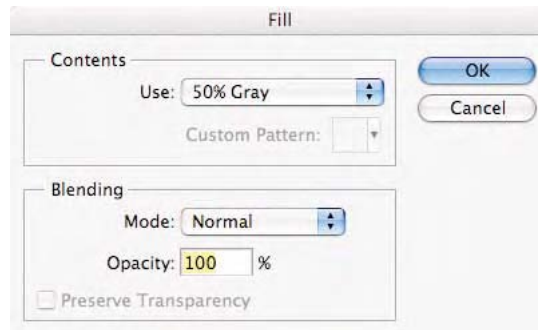 Fill
Contents
Use: 50% Gray
Custom Pattern:
OK
Cancel
Blending
Mode: Normal
Opacity: 100 %
Preserve Transparency